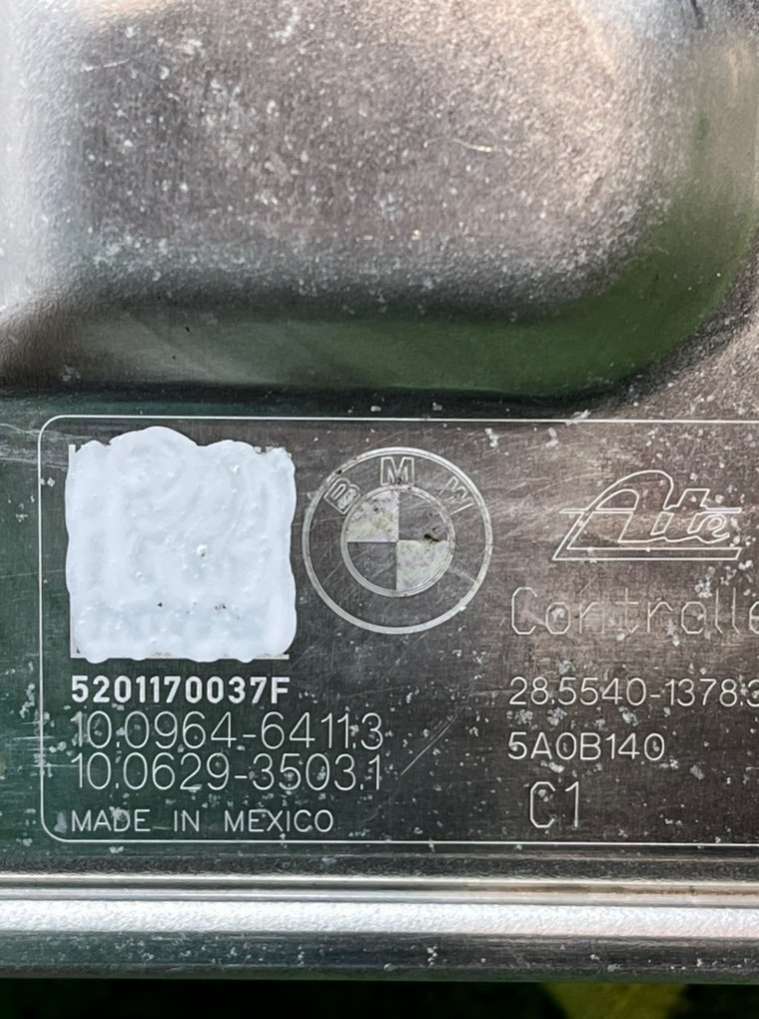 BMW
Ate
Controlle
5201170037F
28.5540-1378.3
10.0964-6411.3
5A0B140
10.0629-3503.1
C1
MADE IN MEXICO